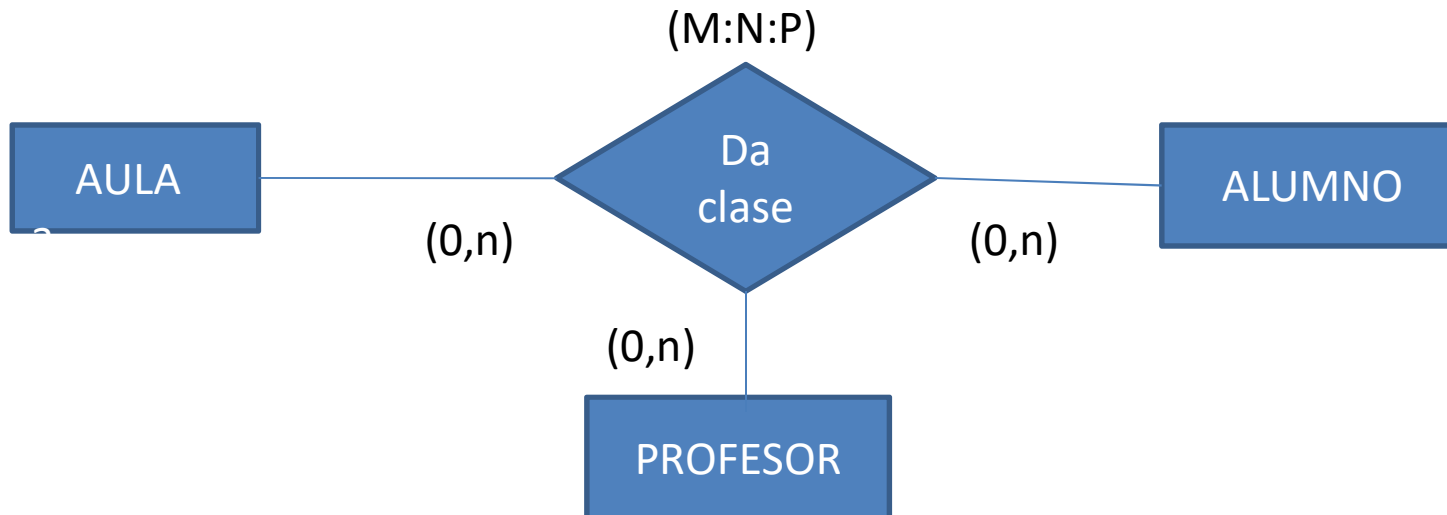 (M:N:P)
Da
clase
AULA
ALUMNO
(0,n)
(0,n)
(0,n)
PROFESOR